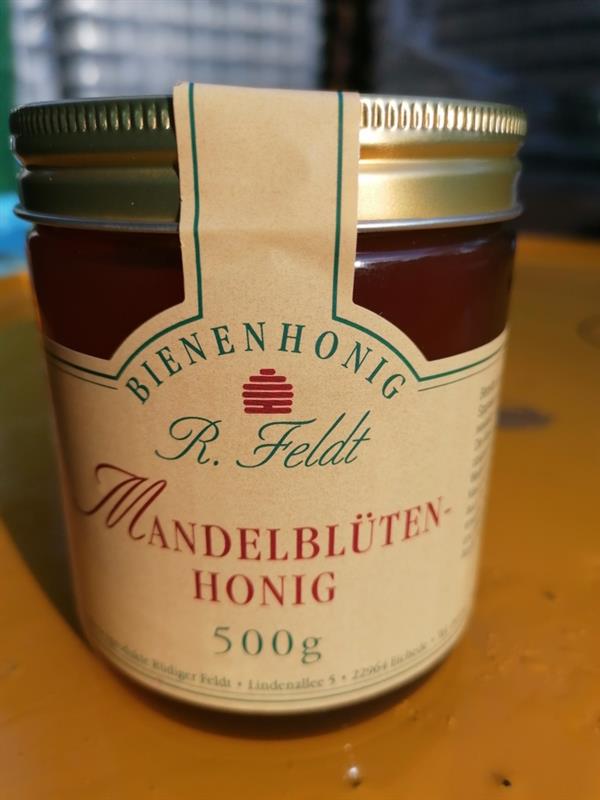 BIENENHONIG
R. Feldt
MANDELBLÜTEN-
HONIG
500g
Rüdiger Feldt • Lindenallee 5 • 22964